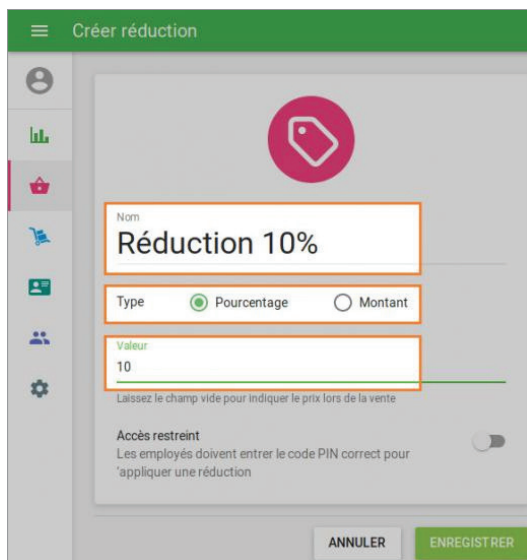 Créer réduction
Nom
Réduction 10%
Type Pourcentage Montant
Valeur
10
Laissez le champ vide pour indiquer le prix lors de la vente
Accès restreint
Les employés doivent entrer le code PIN correct pour
'appliquer une réduction
ANNULER ENREGISTRER